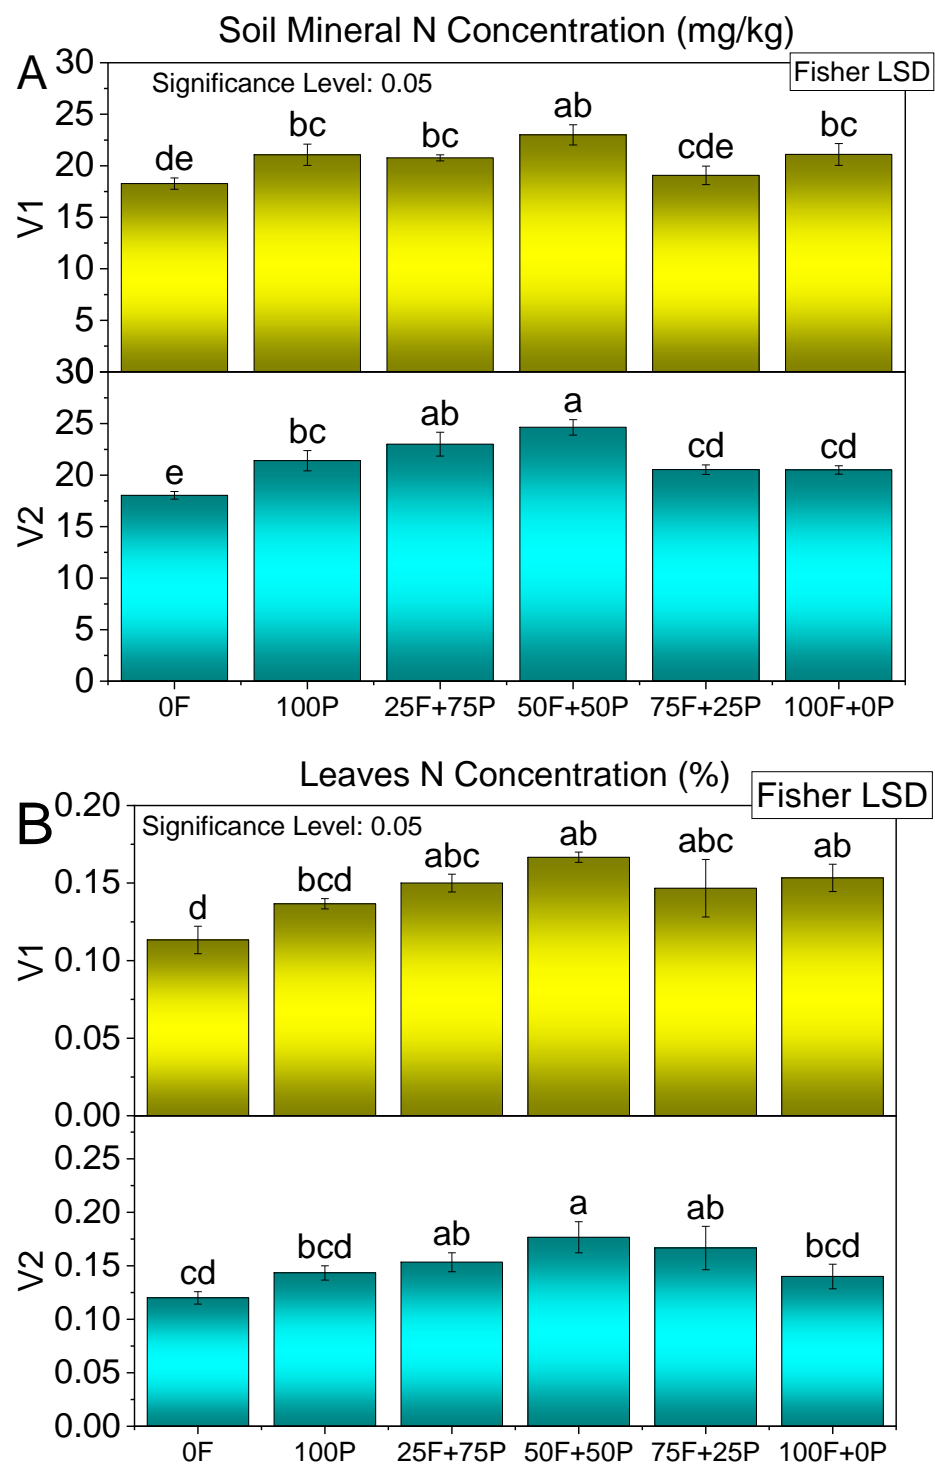 Soil Mineral N Concentration (mg/kg)
A
Fisher LSD
Significance Level: 0.05
30
25
20
15
10
5
0
V1
de
bc
bc
ab
cde
bc
30
25
20
15
10
5
0
V2
e
bc
ab
a
cd
cd
0F 100P 25F+75P 50F+50P 75F+25P 100F+0P
Leaves N Concentration (%)
B
Fisher LSD
Significance Level: 0.05
0.20
0.15
0.10
0.05
0.00
V1
d
bcd
abc
ab
abc
ab
0.25
0.20
0.15
0.10
0.05
0.00
V2
cd
bcd
ab
a
ab
bcd
0F 100P 25F+75P 50F+50P 75F+25P 100F+0P